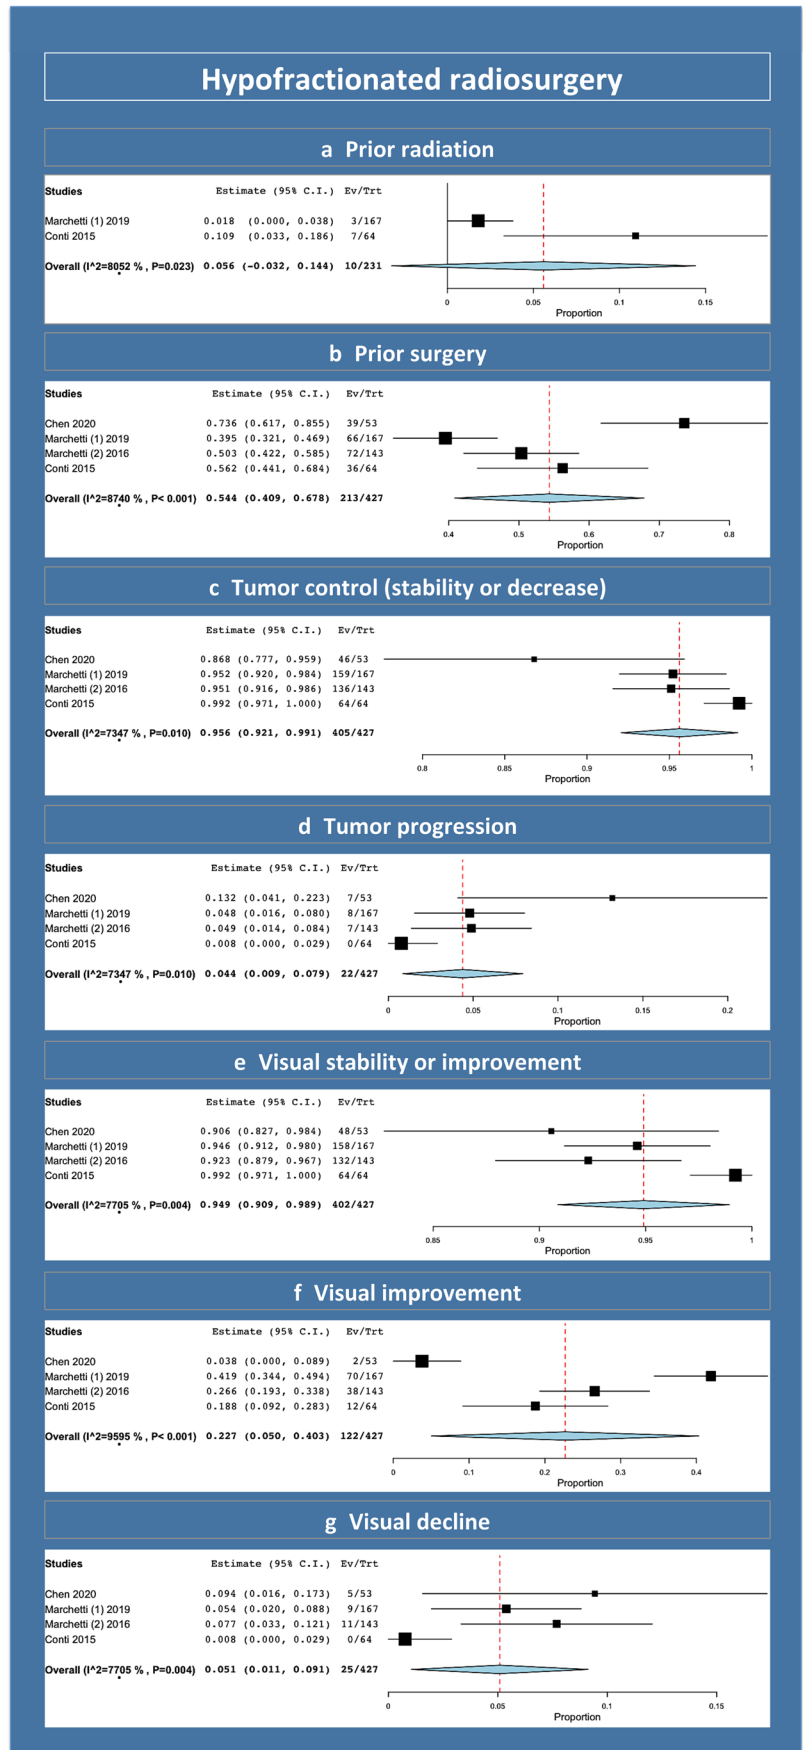 Hypofractionated radiosurgery
a Prior radiation
Studies Estimate (95% C.I.) Ev/Trt
Marchetti (1) 2019 0.018 (0.000, 0.038) 3/167
Conti 2015 0.109 (0.033, 0.186) 7/64
Overall (I^2=8052 % , P=0.023) 0.056 (-0.032, 0.144) 10/231
0 0.05 0.1 0.15
Proportion
b Prior surgery
Studies Estimate (95% C.I.) Ev/Trt
Chen 2020 0.736 (0.617, 0.855) 39/53
Marchetti (1) 2019 0.395 (0.321, 0.469) 66/167
Marchetti (2) 2016 0.503 (0.422, 0.585) 72/143
Conti 2015 0.562 (0.441, 0.684) 36/64
Overall (I^2=8740 % , P< 0.001) 0.544 (0.409, 0.678) 213/427
0.4 0.5 0.6 0.7 0.8
Proportion
c Tumor control (stability or decrease)
Studies Estimate (95% C.I.) Ev/Trt
Chen 2020 0.868 (0.777, 0.959) 46/53
Marchetti (1) 2019 0.952 (0.920, 0.984) 159/167
Marchetti (2) 2016 0.951 (0.916, 0.986) 136/143
Conti 2015 0.992 (0.971, 1.000) 64/64
Overall (I^2=7347 % , P=0.010) 0.956 (0.921, 0.991) 405/427
0.8 0.85 0.9 0.95 1
Proportion
d Tumor progression
Studies Estimate (95% C.I.) Ev/Trt
Chen 2020 0.132 (0.041, 0.223) 7/53
Marchetti (1) 2019 0.048 (0.016, 0.080) 8/167
Marchetti (2) 2016 0.049 (0.014, 0.084) 7/143
Conti 2015 0.008 (0.000, 0.029) 0/64
Overall (I^2=7347 % , P=0.010) 0.044 (0.009, 0.079) 22/427
0 0.05 0.1 0.15 0.2
Proportion
e Visual stability or improvement
Studies Estimate (95% C.I.) Ev/Trt
Chen 2020 0.906 (0.827, 0.984) 48/53
Marchetti (1) 2019 0.946 (0.912, 0.980) 158/167
Marchetti (2) 2016 0.923 (0.879, 0.967) 132/143
Conti 2015 0.992 (0.971, 1.000) 64/64
Overall (I^2=7705 % , P=0.004) 0.949 (0.909, 0.989) 402/427
0.85 0.9 0.95 1
Proportion
f Visual improvement
Studies Estimate (95% C.I.) Ev/Trt
Chen 2020 0.038 (0.000, 0.089) 2/53
Marchetti (1) 2019 0.419 (0.344, 0.494) 70/167
Marchetti (2) 2016 0.266 (0.193, 0.338) 38/143
Conti 2015 0.188 (0.092, 0.283) 12/64
Overall (I^2=9595 % , P< 0.001) 0.227 (0.050, 0.403) 122/427
0 0.1 0.2 0.3 0.4
Proportion
g Visual decline
Studies Estimate (95% C.I.) Ev/Trt
Chen 2020 0.094 (0.016, 0.173) 5/53
Marchetti (1) 2019 0.054 (0.020, 0.088) 9/167
Marchetti (2) 2016 0.077 (0.033, 0.121) 11/143
Conti 2015 0.008 (0.000, 0.029) 0/64
Overall (I^2=7705 % , P=0.004) 0.051 (0.011, 0.091) 25/427
0 0.05 0.1 0.15
Proportion